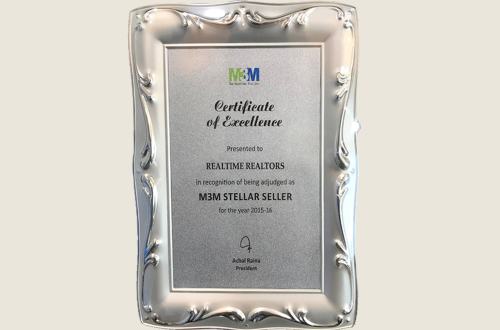 M3M
Certificate
of Excellence
Presented to
REALTIME REALTORS
in recognition of being adjudged as
M3M STELLAR SELLER
for the year 2015-16
Achal Raina
President